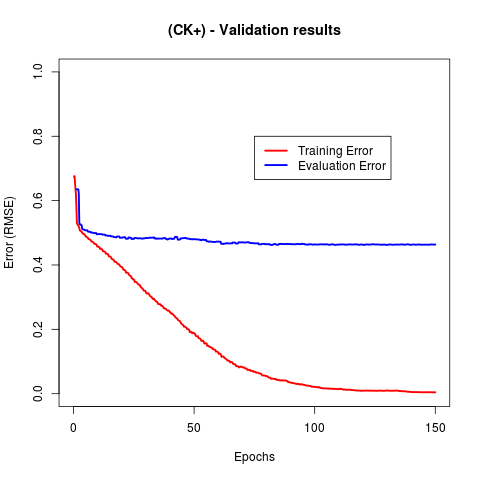 (CK+) - Validation results
1.0
0.8
0.6
0.4
0.2
0.0
Error (RMSE)
Training Error
Evaluation Error
0
50
100
150
Epochs